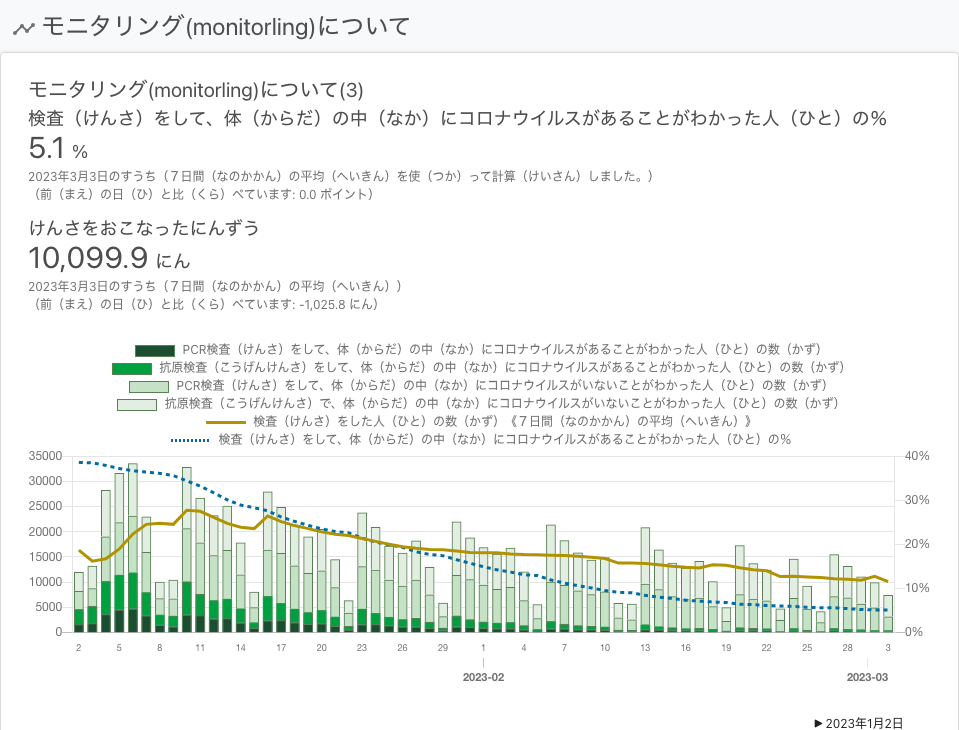 モニタリング(monitorling)について
モニタリング(monitorling)について(3)
検査（けんさ）をして、体（からだ）の中（なか）にコロナウイルスがあることがわかった人（ひと）の％
5.1 %
2023年3月3日のすうち（７日間（なのかかん）の平均（へいきん）を使（つか）って計算（けいさん）しました。）
（前（まえ）の日（ひ）と比（くら）べています: 0.0 ポイント）
けんさをおこなったにんずう
10,099.9 にん
2023年3月3日のすうち（７日間（なのかかん）の平均（へいきん））
（前（まえ）の日（ひ）と比（くら）べています: -1,025.8 にん）
PCR検査（けんさ）をして、体（からだ）の中（なか）にコロナウイルスがあることがわかった人（ひと）の数（かず）
抗原検査（こうげんけんさ）をして、体（からだ）の中（なか）にコロナウイルスがあることがわかった人（ひと）の数（かず）
PCR検査（けんさ）をして、体（からだ）の中（なか）にコロナウイルスがいないことがわかった人（ひと）の数（かず）
抗原検査（こうげんけんさ）で、体（からだ）の中（なか）にコロナウイルスがいないことがわかった人（ひと）の数（かず）
検査（けんさ）をした人（ひと）の数（かず）《７日間（なのかかん）の平均（へいきん）》
検査（けんさ）をして、体（からだ）の中（なか）にコロナウイルスがあることがわかった人（ひと）の％
35000 40%
30000
25000 30%
20000
15000 20%
10000 10%
5000
0 0%
2 5 8 11 14 17 20 23 26 29 1 4 7 10 13 16 19 22 25 28 3
2023-02 2023-03
▶ 2023年1月2日